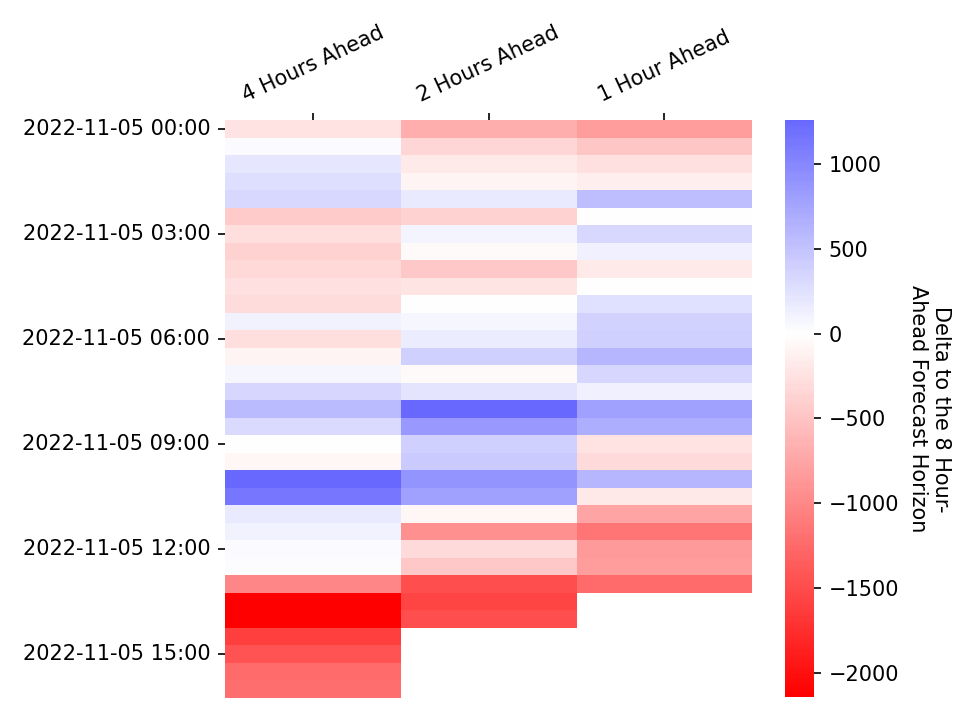 4 Hours Ahead
2 Hours Ahead
1 Hour Ahead
2022-11-05 00:00
2022-11-05 03:00
2022-11-05 06:00
2022-11-05 09:00
2022-11-05 12:00
2022-11-05 15:00
1000
500
0
−500
−1000
−1500
−2000
Delta to the 8 Hour-
Ahead Forecast Horizon